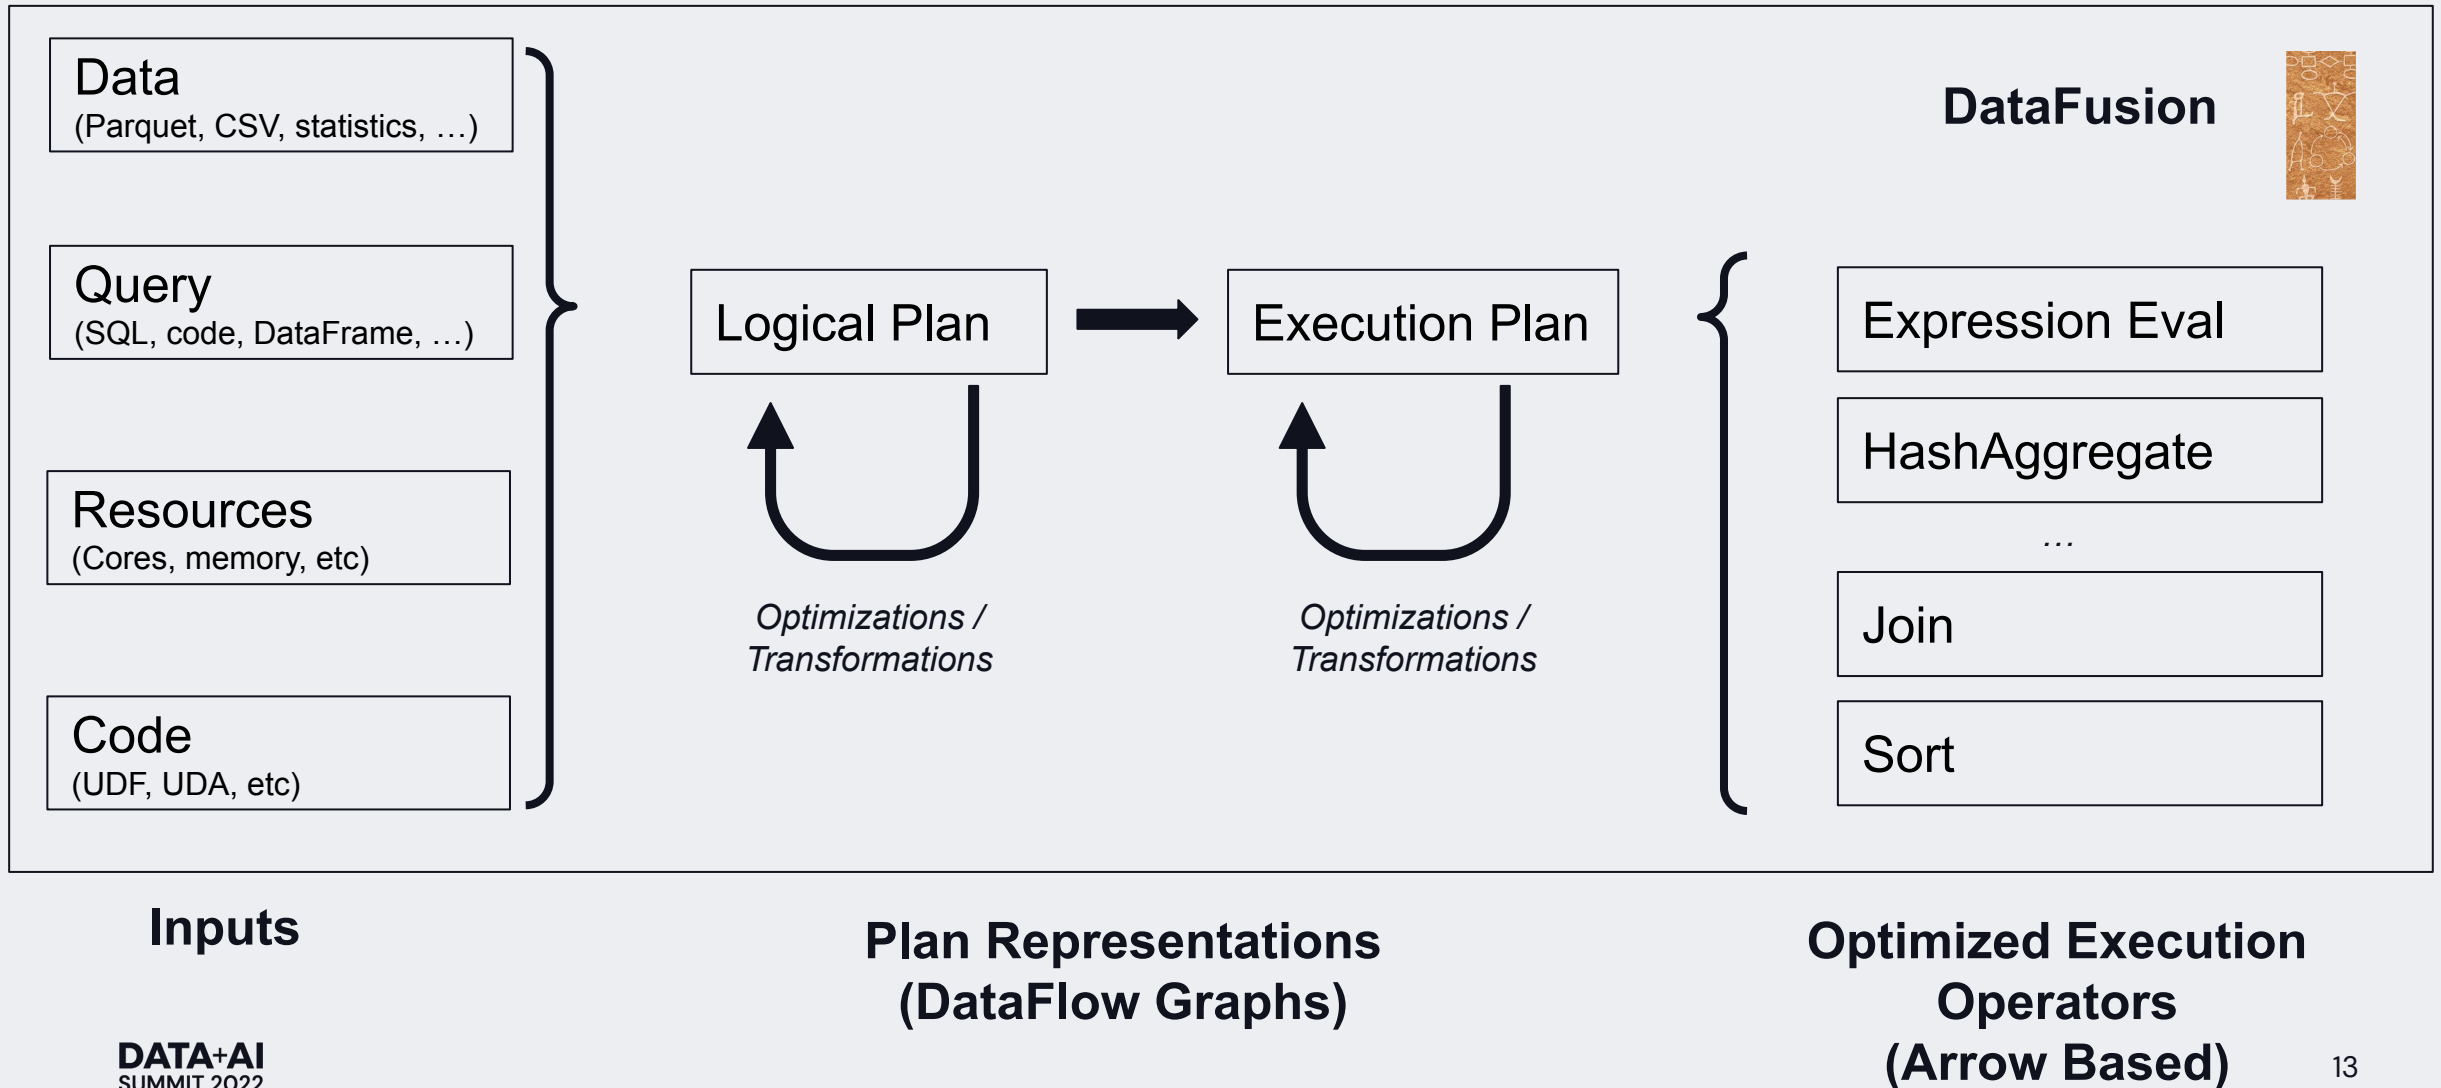 Data
(Parquet, CSV, statistics, …)
Query
(SQL, code, DataFrame, …)
Resources
(Cores, memory, etc)
Code
(UDF, UDA, etc)
Logical Plan
Optimizations /
Transformations
Execution Plan
Optimizations /
Transformations
DataFusion
Expression Eval
HashAggregate
…
Join
Sort
Inputs
Plan Representations
(DataFlow Graphs)
Optimized Execution
Operators
(Arrow Based)
DATA+AI
SUMMIT 2022
13